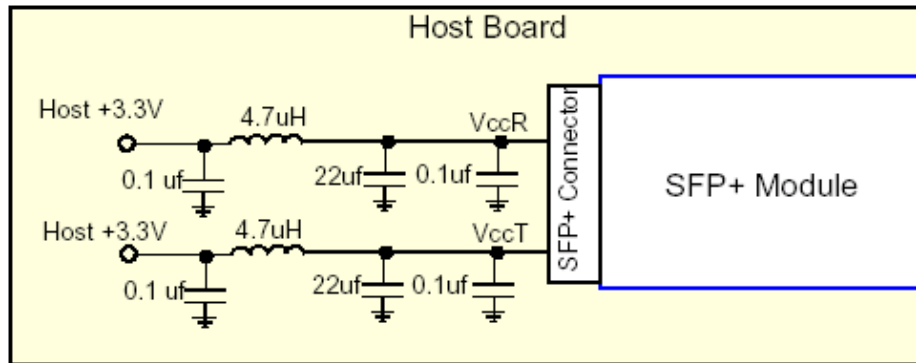 Host Board
Host +3.3V
4.7uH
VccR
0.1 uf
22uf
0.1uf
Host +3.3V
4.7uH
VccT
0.1 uf
22uf
0.1uf
SFP+ Connector
SFP+ Module